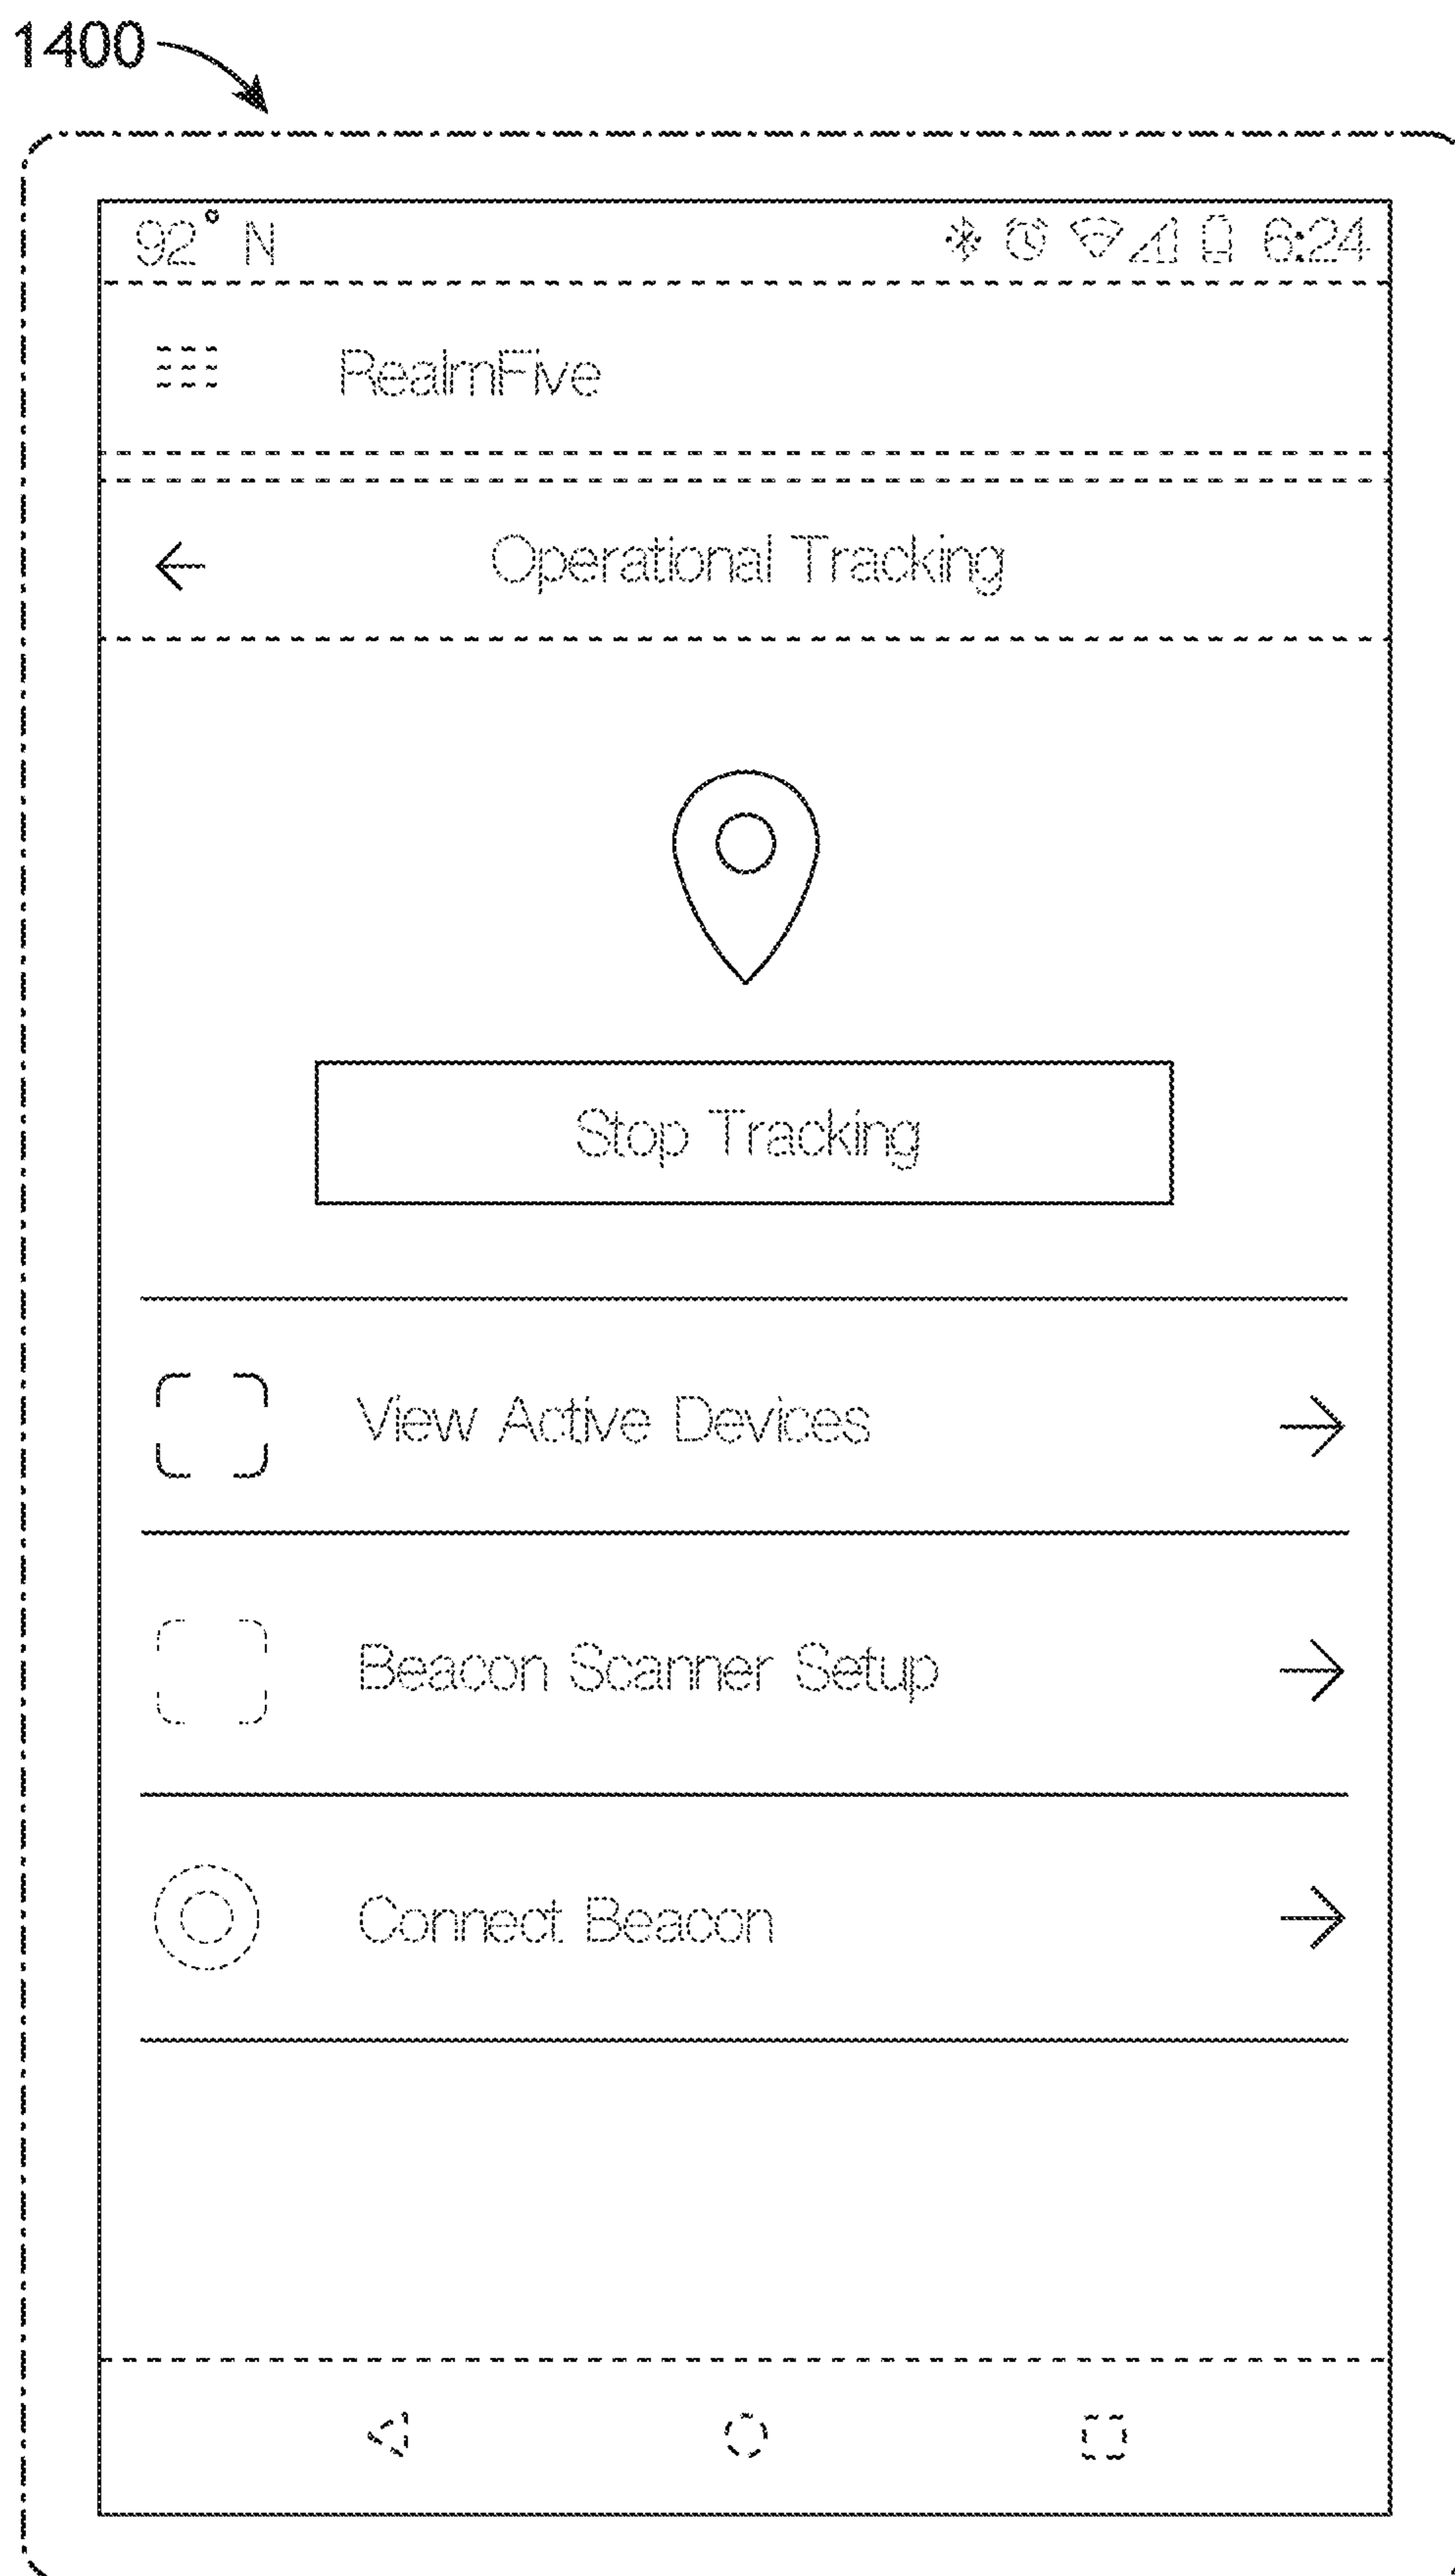 1400
92° N 6:24
RealmFive
Operational Tracking
Stop Tracking
View Active Devices
Beacon Scanner Setup
Connect Beacon